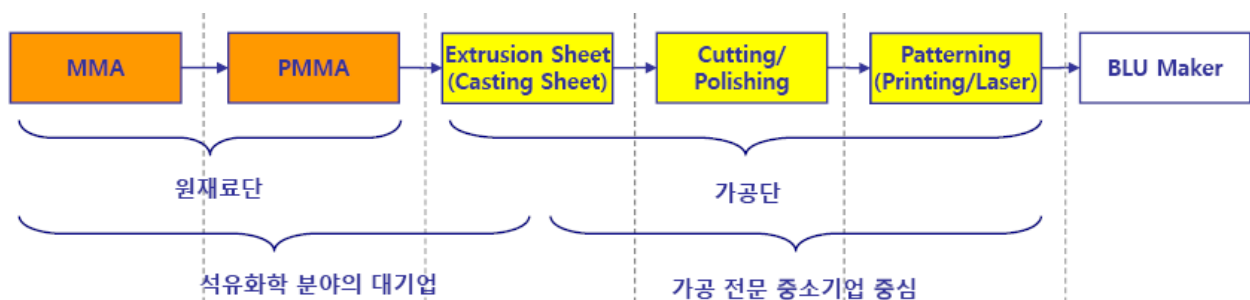 MMA
PMMA
Extrusion Sheet
(Casting Sheet)
Cutting/
Polishing
Patterning
(Printing/Laser)
BLU Maker
원재료단
가공단
석유화학 분야의 대기업
가공 전문 중소기업 중심